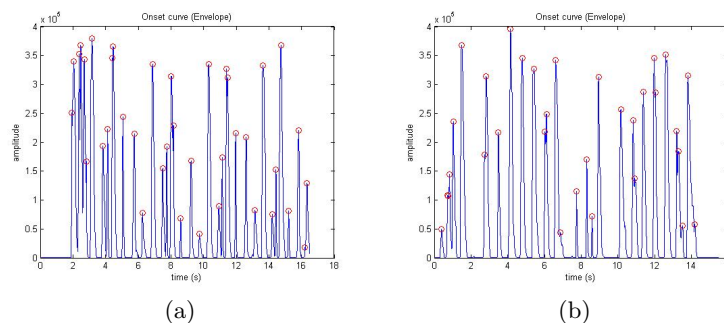 Onset curve (Envelope)
x 10^5
4
3.5
3
2.5
2
1.5
1
0.5
0
amplitude
0 2 4 6 8 10 12 14 16 18
time (s)
(a)
Onset curve (Envelope)
x 10^5
4
3.5
3
2.5
2
1.5
1
0.5
0
amplitude
0 2 4 6 8 10 12 14
time (s)
(b)